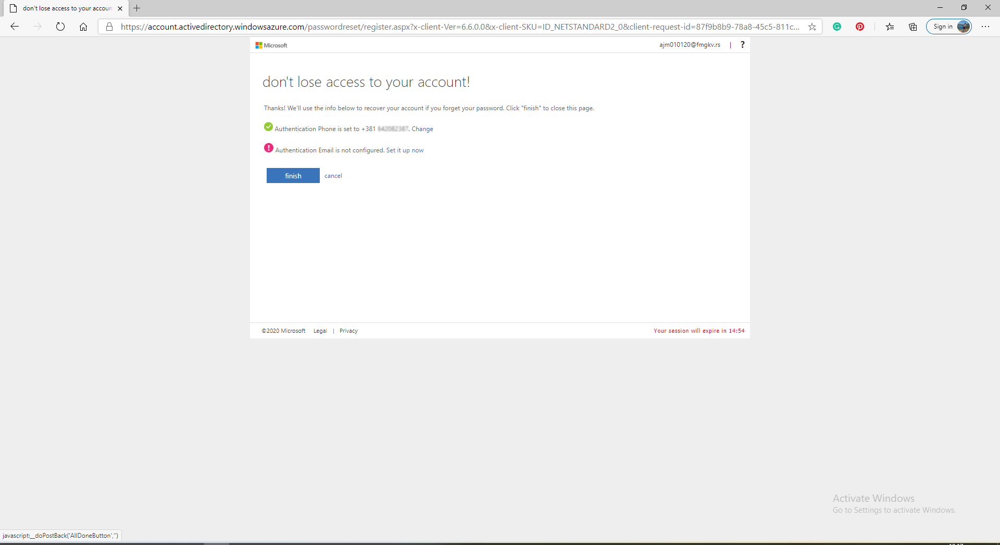 don't lose access to your accoun
https://account.activedirectory.windowsazure.com/passwordreset/register.aspx?x-client-Ver=6.6.0.0&x-client-SKU=ID_NETSTANDARD2_0&client-request-id=87f9b8b9-78a8-45c5-811c...
Sign in
Microsoft
ajm010120@fmgkv.rs | ?
don't lose access to your account!
Thanks! We'll use the info below to recover your account if you forget your password. Click "finish" to close this page.
Authentication Phone is set to +381 . Change
Authentication Email is not configured. Set it up now
finish cancel
©2020 Microsoft Legal | Privacy
Your session will expire in 14:54
Activate Windows
Go to Settings to activate Windows.
javascript:__doPostBack('AllDoneButton','')